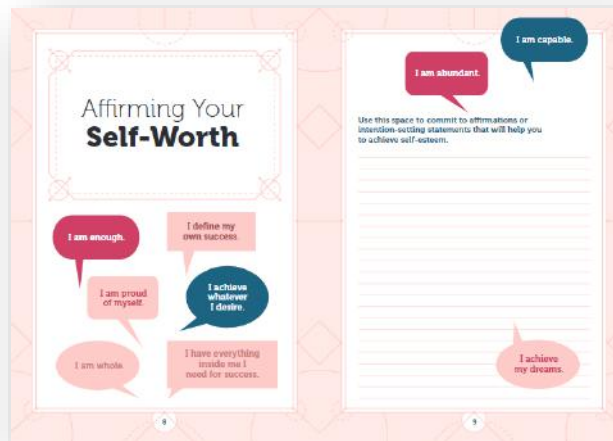 Affirming Your
Self-Worth
I am enough.
I define my
own success.
I am proud
of myself.
I achieve
whatever
I desire.
I am whole
I have everything
inside me I
need for success.
8
I am capable.
I am abundant.
Use this space to commit to affirmations or
intention-setting statements that will help you
to achieve self-esteem.
I achieve
my dreams.
9